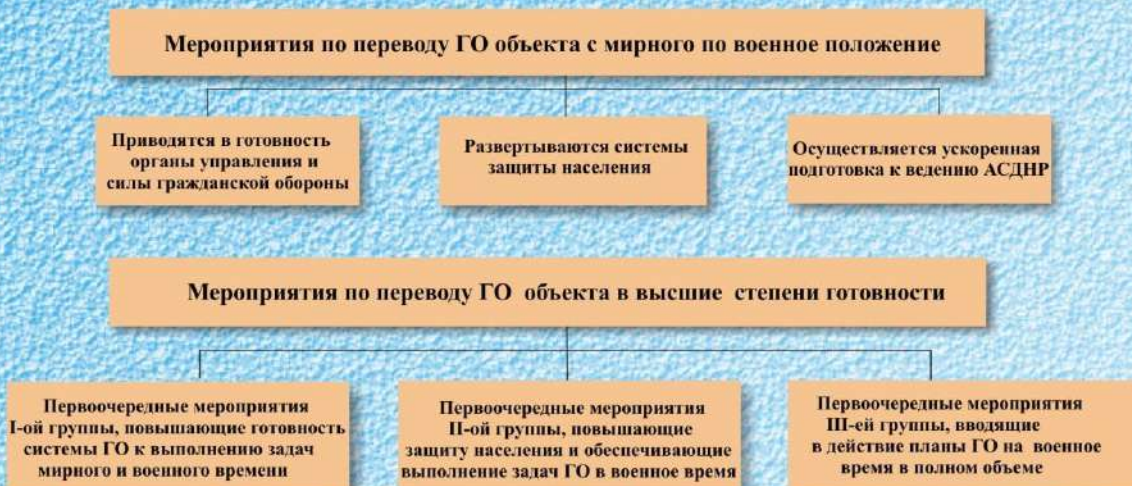 Мероприятия по переводу ГО объекта с мирного по военное положение
Приводятся в готовность
органы управления и
силы гражданской обороны
Развертываются системы
защиты населения
Осуществляется ускоренная
подготовка к ведению АСДНР
Мероприятия по переводу ГО объекта в высшие степени готовности
Первоочередные мероприятия
I-ой группы, повышающие готовность
системы ГО к выполнению задач
мирного и военного времени
Первоочередные мероприятия
II-ой группы, повышающие
защиту населения и обеспечивающие
выполнение задач ГО в военное время
Первоочередные мероприятия
III-ей группы, вводящие
в действие планы ГО на военное
время в полном объеме